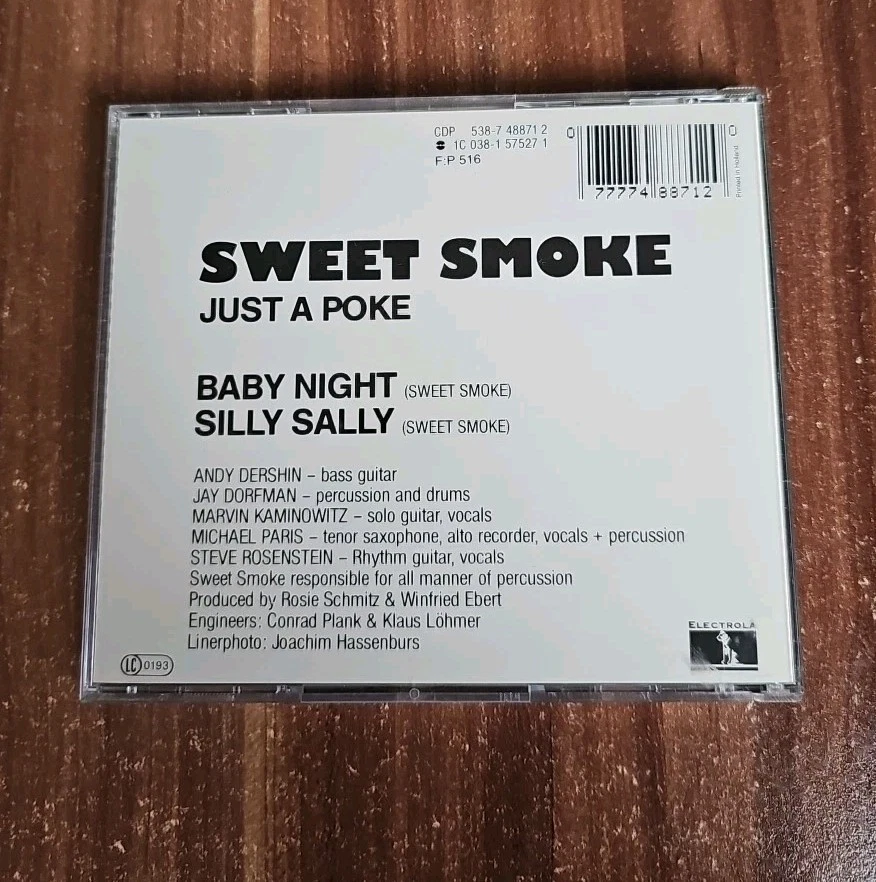 CDP 538-7 48871 2
1C 038-1 57527 1
F:P 516
0 77774 88712 0
Printed in Holland
SWEET SMOKE
JUST A POKE
BABY NIGHT (SWEET SMOKE)
SILLY SALLY (SWEET SMOKE)
ANDY DERSHIN – bass guitar
JAY DORFMAN – percussion and drums
MARVIN KAMINOWITZ – solo guitar, vocals
MICHAEL PARIS – tenor saxophone, alto recorder, vocals + percussion
STEVE ROSENSTEIN – Rhythm guitar, vocals
Sweet Smoke responsible for all manner of percussion
Produced by Rosie Schmitz & Winfried Ebert
Engineers: Conrad Plank & Klaus Löhmer
Linerphoto: Joachim Hassenburs
ELECTROLA
LC 0193